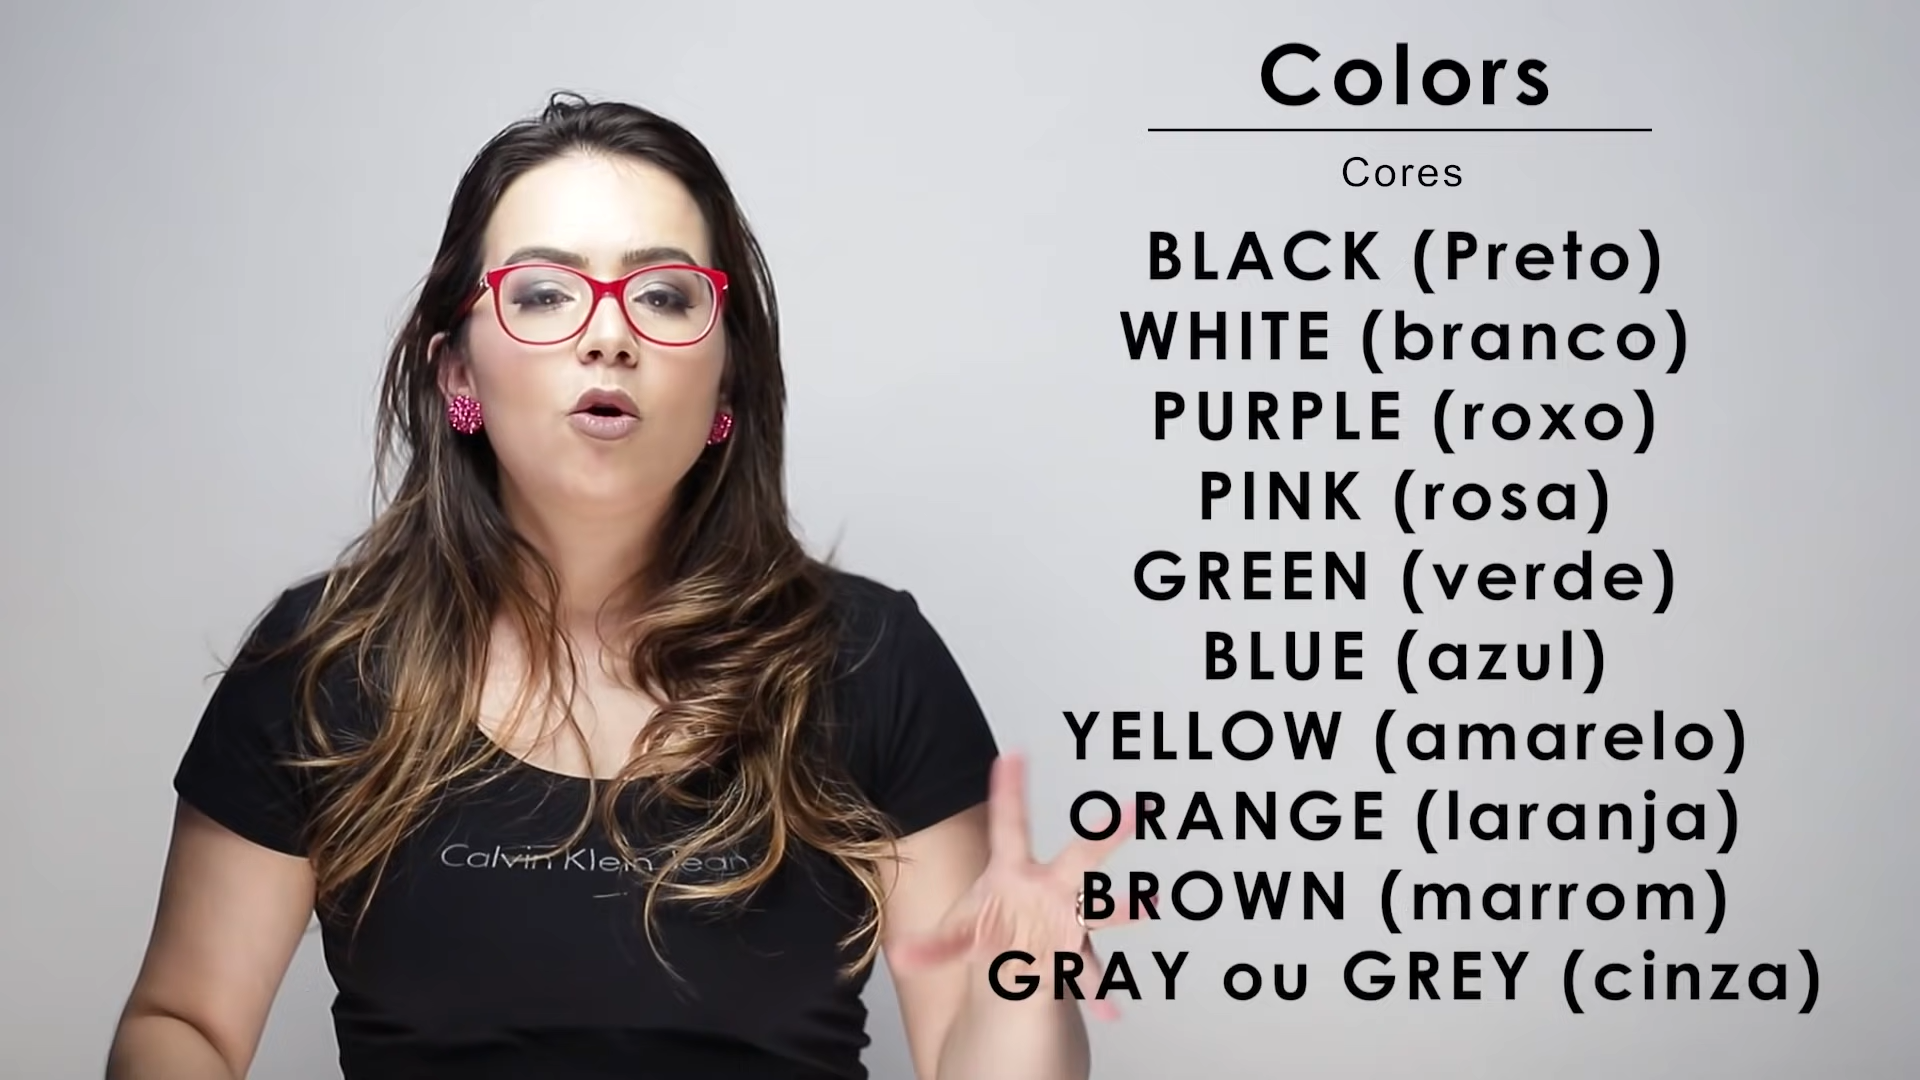 Colors
Cores
BLACK (Preto)
WHITE (branco)
PURPLE (roxo)
PINK (rosa)
GREEN (verde)
BLUE (azul)
YELLOW (amarelo)
ORANGE (laranja)
BROWN (marrom)
GRAY ou GREY (cinza)
Calvin Klein Jean